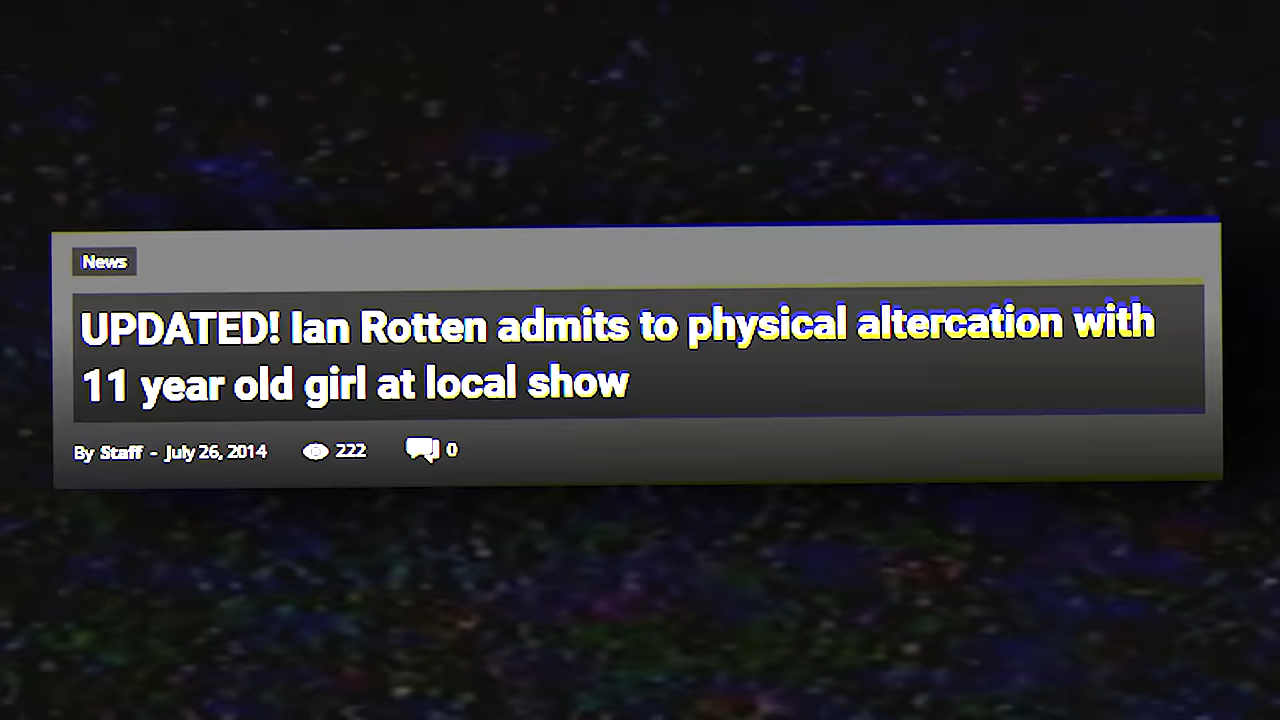 News
UPDATED! Ian Rotten admits to physical altercation with
11 year old girl at local show
By Staff - July 26, 2014 222 0